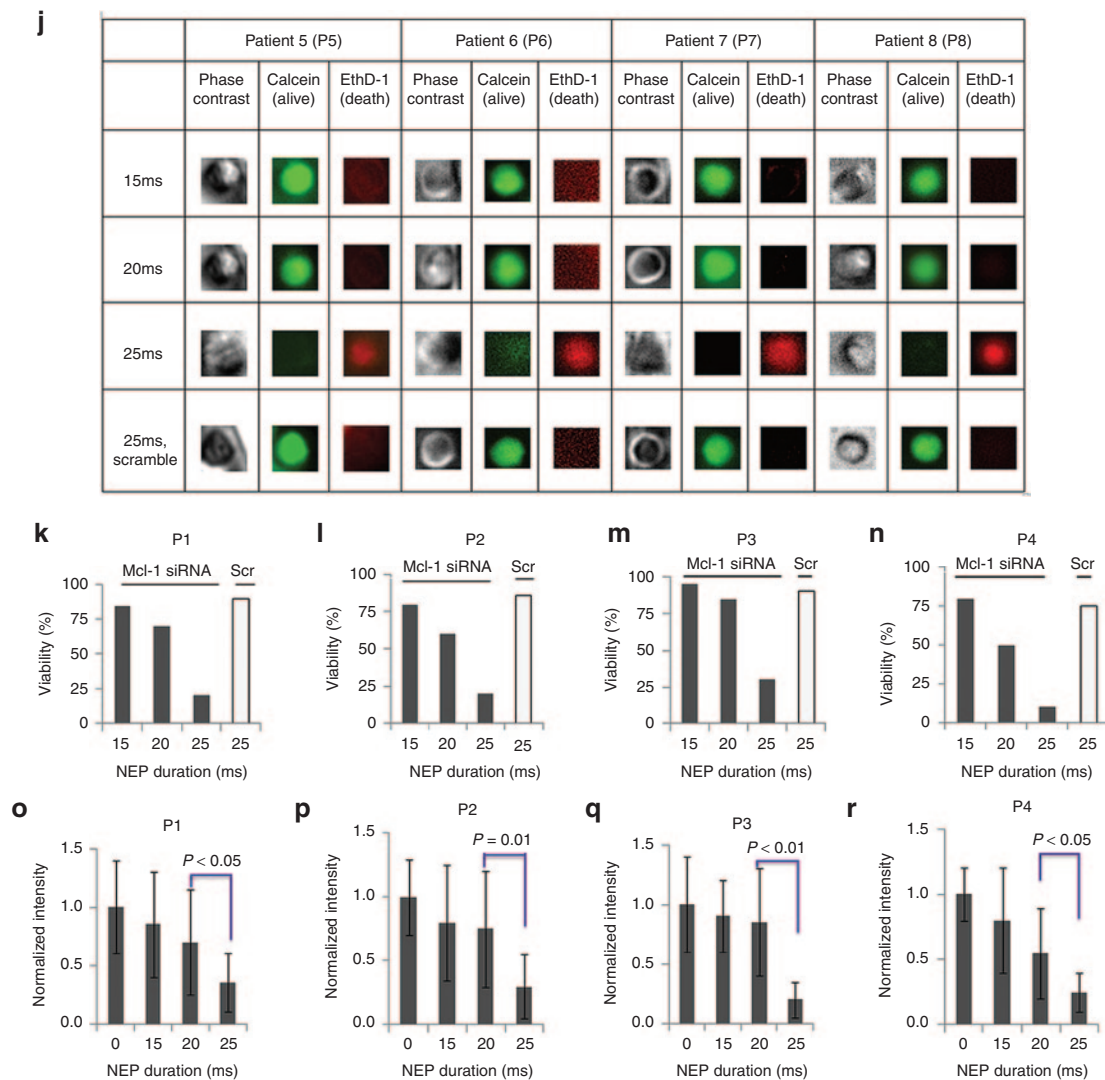 j
Patient 5 (P5) Patient 6 (P6) Patient 7 (P7) Patient 8 (P8)
Phase Calcein EthD-1 Phase Calcein EthD-1 Phase Calcein EthD-1 Phase Calcein EthD-1
contrast (alive) (death) contrast (alive) (death) contrast (alive) (death) contrast (alive) (death)
15ms
20ms
25ms
25ms,
scramble
k
P1
Mcl-1 siRNA Scr
Viability (%)
100
75
50
25
0
15 20 25 25
NEP duration (ms)
l
P2
Mcl-1 siRNA Scr
Viability (%)
100
75
50
25
0
15 20 25 25
NEP duration (ms)
m
P3
Mcl-1 siRNA Scr
Viability (%)
100
75
50
25
0
15 20 25 25
NEP duration (ms)
n
P4
Mcl-1 siRNA Scr
Viability (%)
100
75
50
25
0
15 20 25 25
NEP duration (ms)
o
P1
P < 0.05
Normalized intensity
1.5
1.0
0.5
0.0
0 15 20 25
NEP duration (ms)
p
P2
P = 0.01
Normalized intensity
1.5
1.0
0.5
0.0
0 15 20 25
NEP duration (ms)
q
P3
P < 0.01
Normalized intensity
1.5
1.0
0.5
0.0
0 15 20 25
NEP duration (ms)
r
P4
P < 0.05
Normalized intensity
1.5
1.0
0.5
0.0
0 15 20 25
NEP duration (ms)